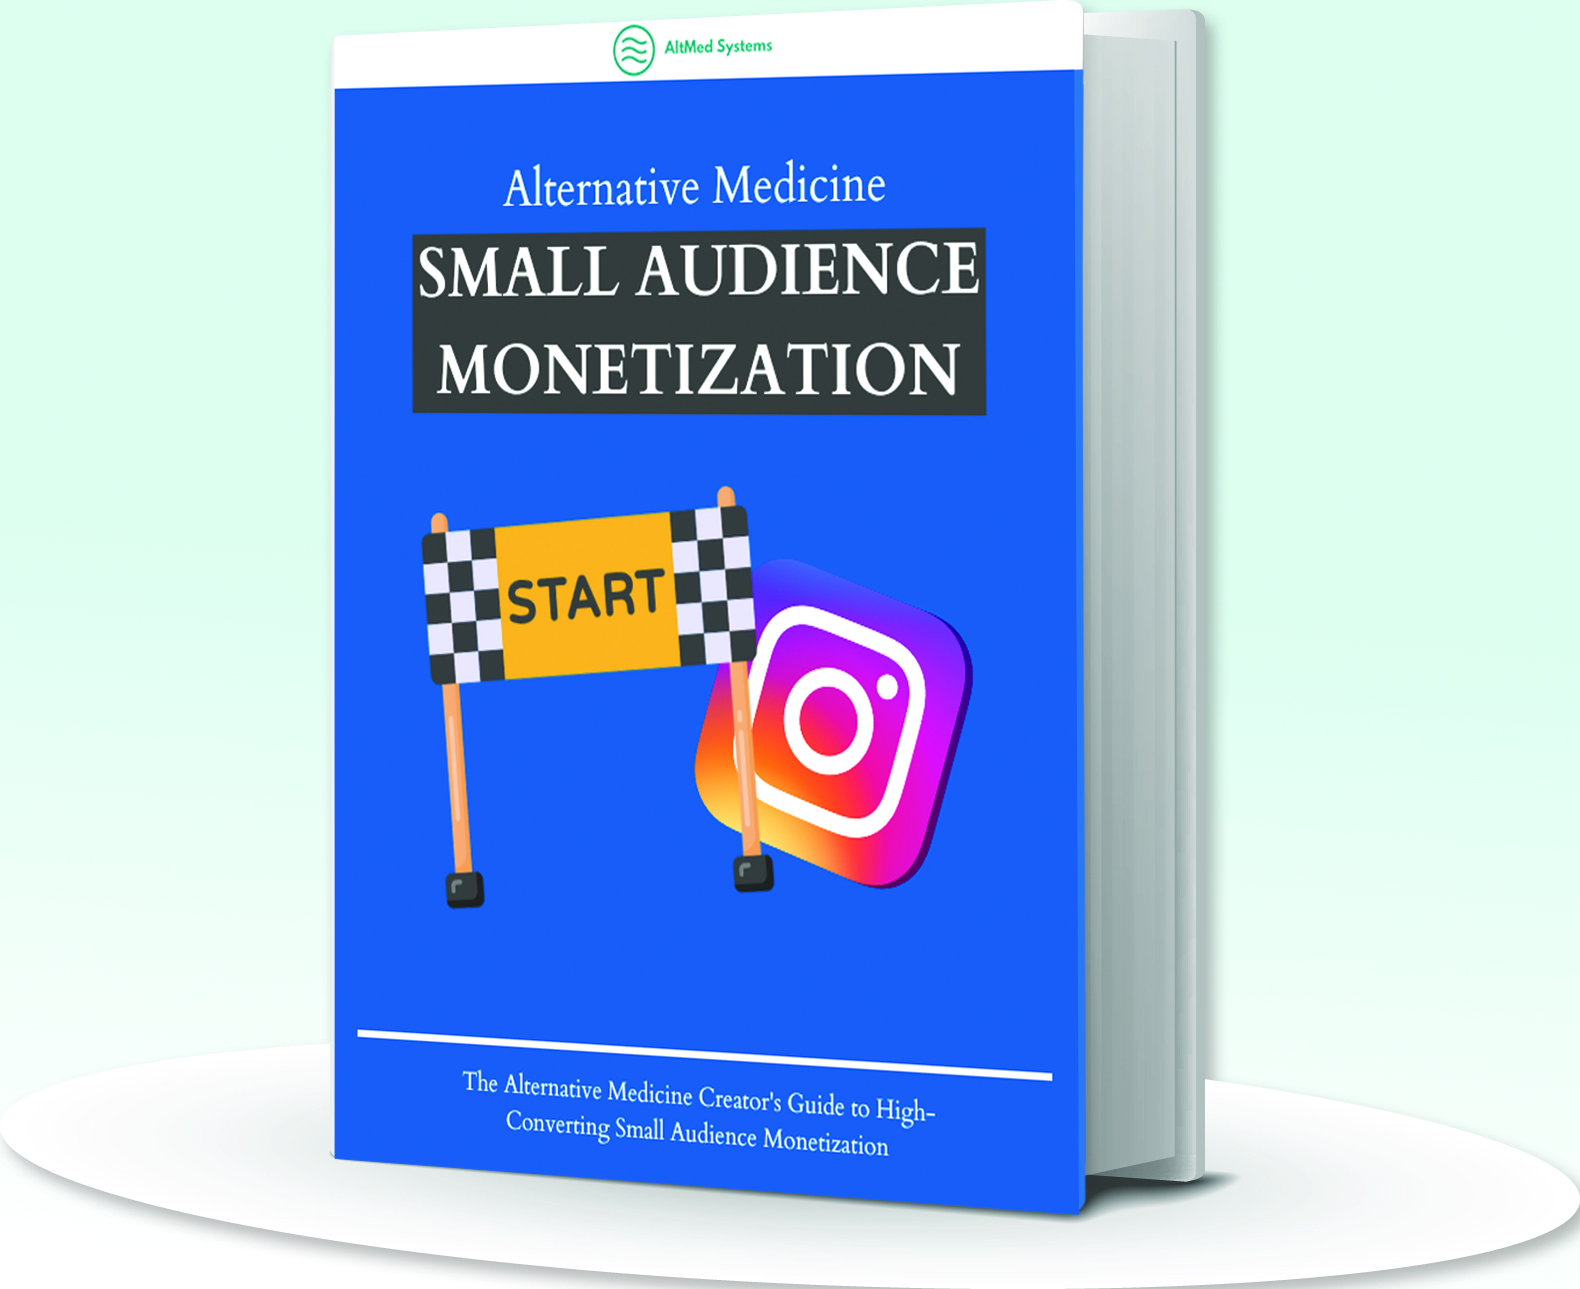 AltMed Systems
Alternative Medicine
SMALL AUDIENCE
MONETIZATION
START
The Alternative Medicine Creator's Guide to High-
Converting Small Audience Monetization